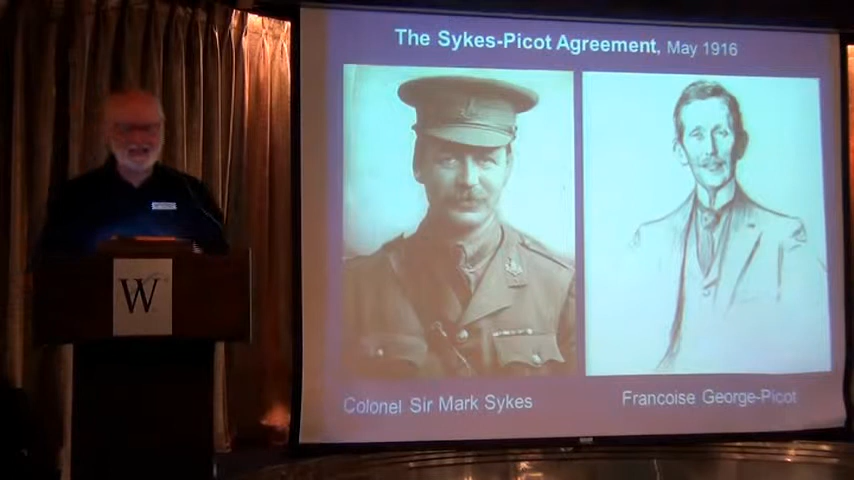 The Sykes-Picot Agreement, May 1916
W
Colonel Sir Mark Sykes
Francoise George-Picot